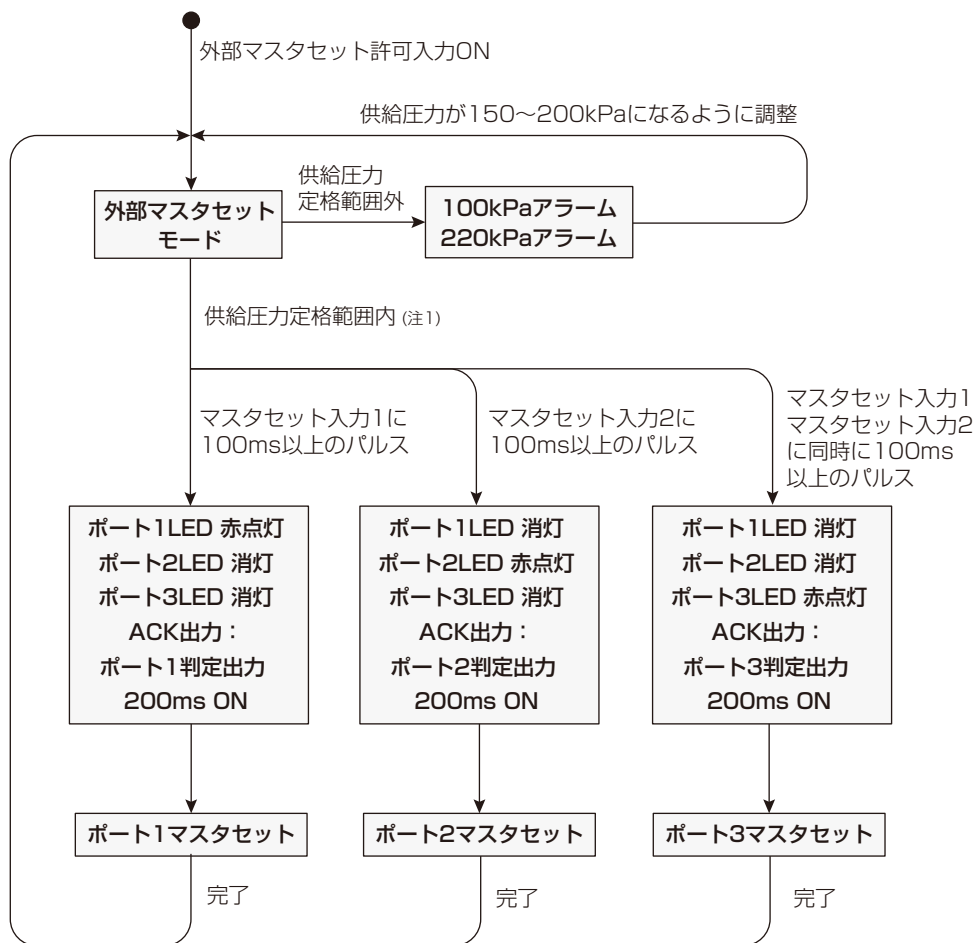 外部マスタセット許可入力ON
供給圧力が150～200kPaになるように調整
供給圧力
定格範囲外
外部マスタセット
モード
100kPaアラーム
220kPaアラーム
供給圧力定格範囲内 (注1)
マスタセット入力1に
100ms以上のパルス
マスタセット入力2に
100ms以上のパルス
マスタセット入力1
マスタセット入力2
に同時に100ms
以上のパルス
ポート1LED 赤点灯
ポート2LED 消灯
ポート3LED 消灯
ACK出力：
ポート1判定出力
200ms ON
ポート1LED 消灯
ポート2LED 赤点灯
ポート3LED 消灯
ACK出力：
ポート2判定出力
200ms ON
ポート1LED 消灯
ポート2LED 消灯
ポート3LED 赤点灯
ACK出力：
ポート3判定出力
200ms ON
ポート1マスタセット
ポート2マスタセット
ポート3マスタセット
完了
完了
完了